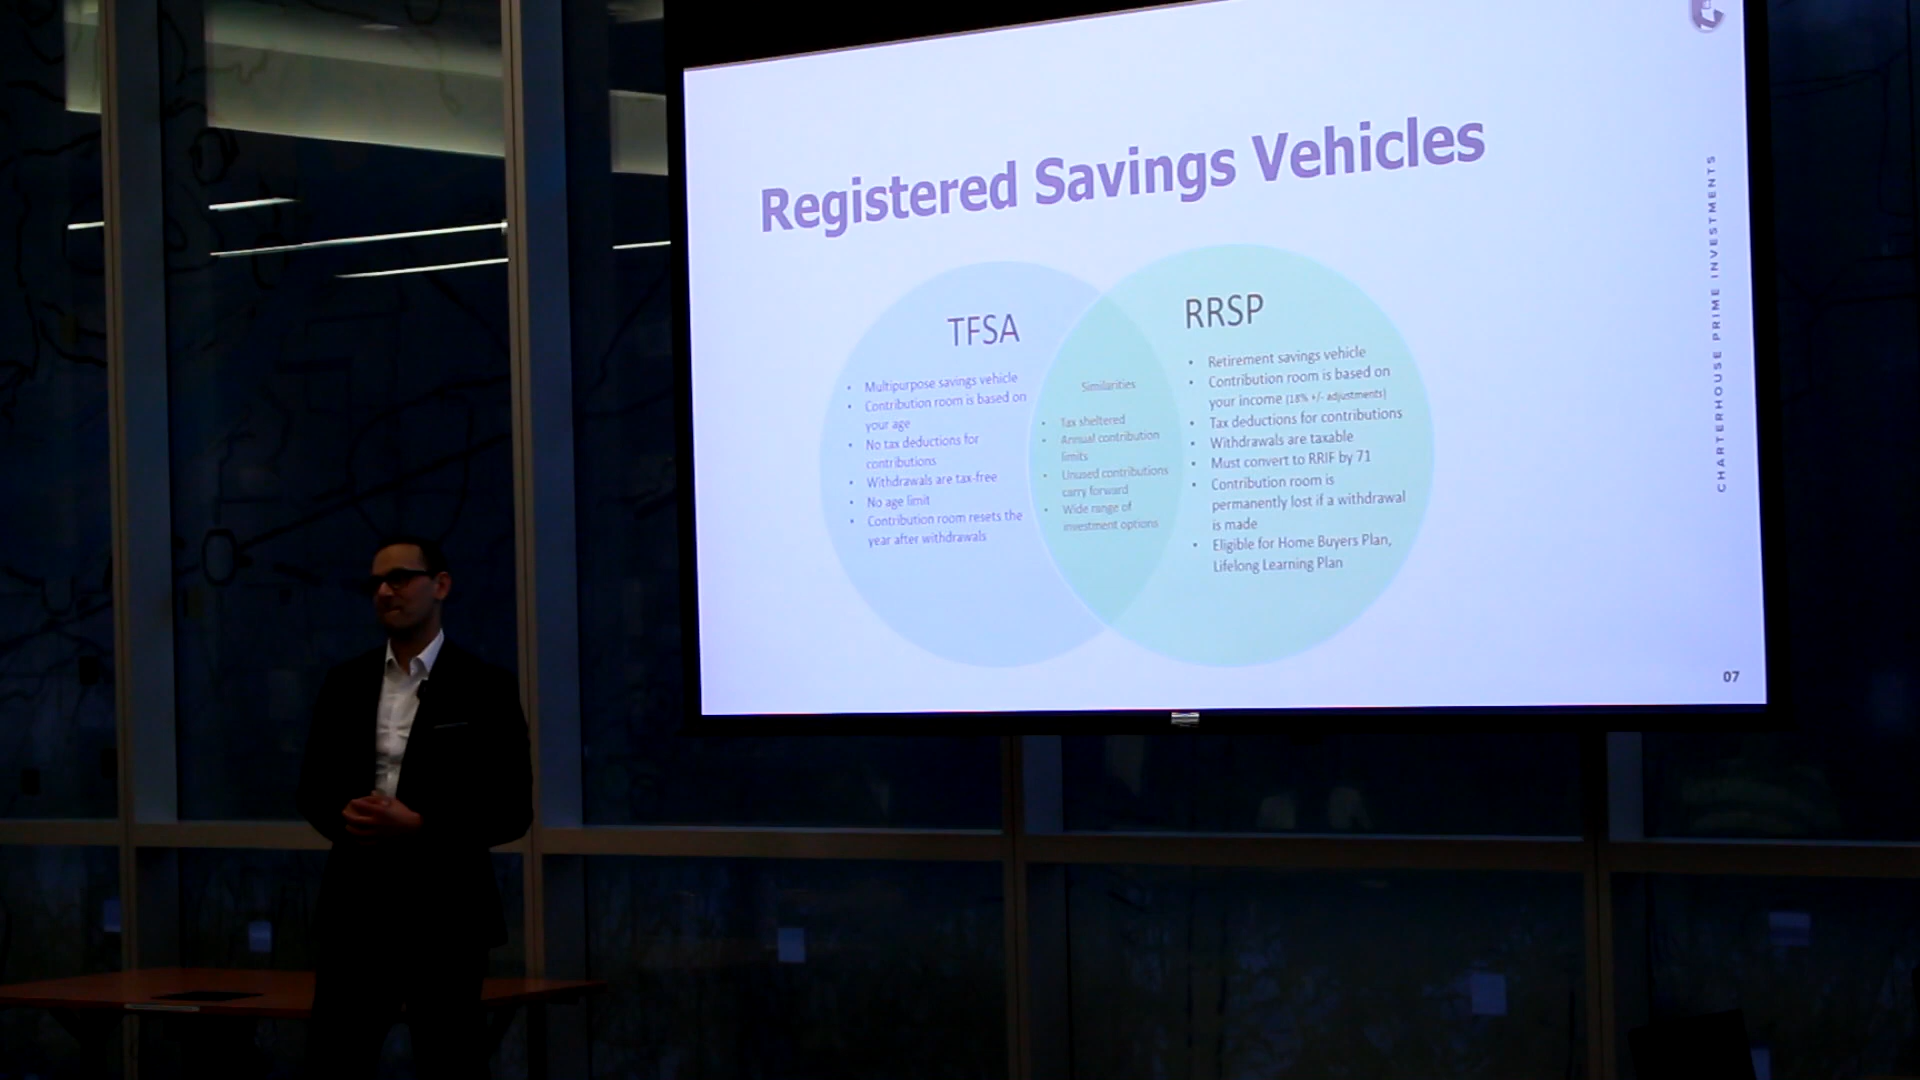 Registered Savings Vehicles
TFSA
• Multipurpose savings vehicle
• Contribution room is based on
your age
• No tax deductions for
contributions
• Withdrawals are tax-free
• No age limit
• Contribution room resets the
year after withdrawals
Similarities
• Tax sheltered
• Annual contribution
limits
• Unused contributions
carry forward
• Wide range of
investment options
RRSP
• Retirement savings vehicle
• Contribution room is based on
your income (18% +/- adjustments)
• Tax deductions for contributions
• Withdrawals are taxable
• Must convert to RRIF by 71
• Contribution room is
permanently lost if a withdrawal
is made
• Eligible for Home Buyers Plan,
Lifelong Learning Plan
CHARTERHOUSE PRIME INVESTMENTS
07